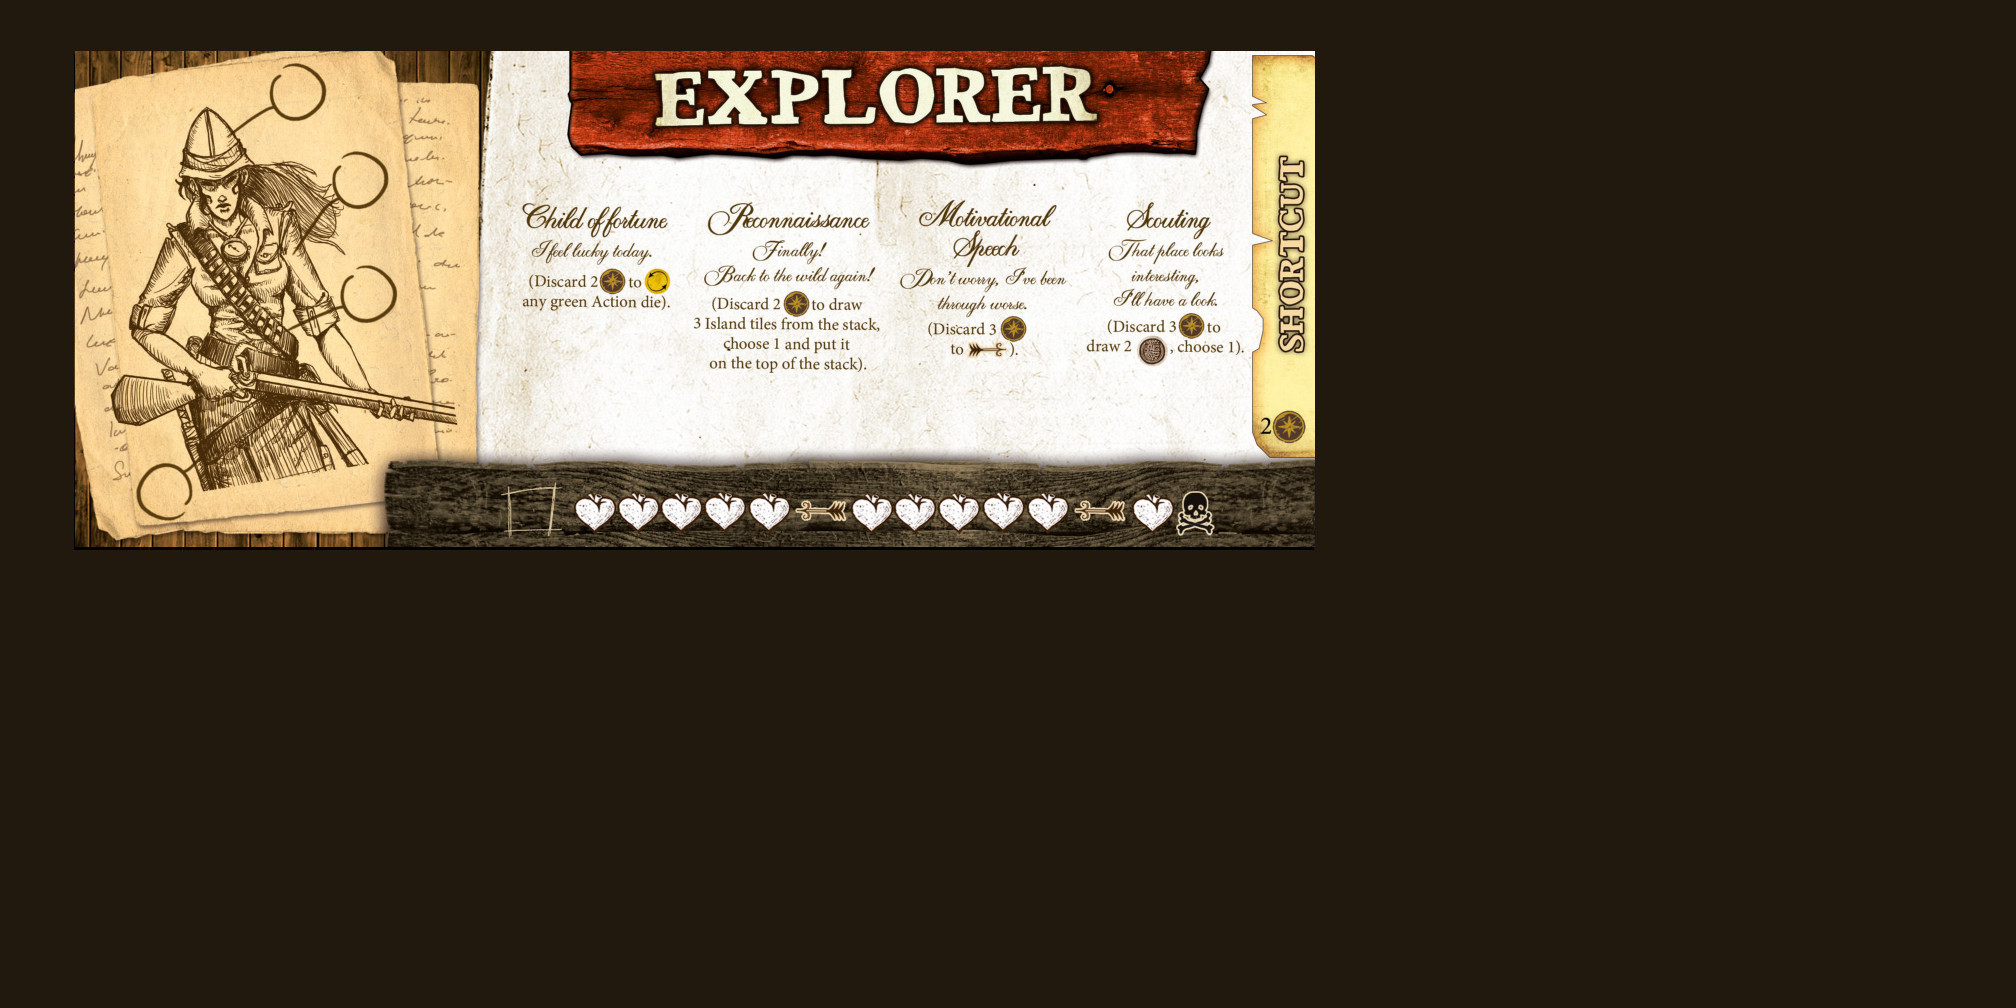 EXPLORER
Child of fortune
I feel lucky today.
(Discard 2 to
any green Action die).
Reconnaissance
Finally!
Back to the wild again!
(Discard 2 to draw
3 Island tiles from the stack,
choose 1 and put it
on the top of the stack).
Motivational
Speech
Don't worry, I've been
through worse.
(Discard 3
to ).
Scouting
That place looks
interesting,
I'll have a look.
(Discard 3 to
draw 2 , choose 1).
SHORTCUT
2